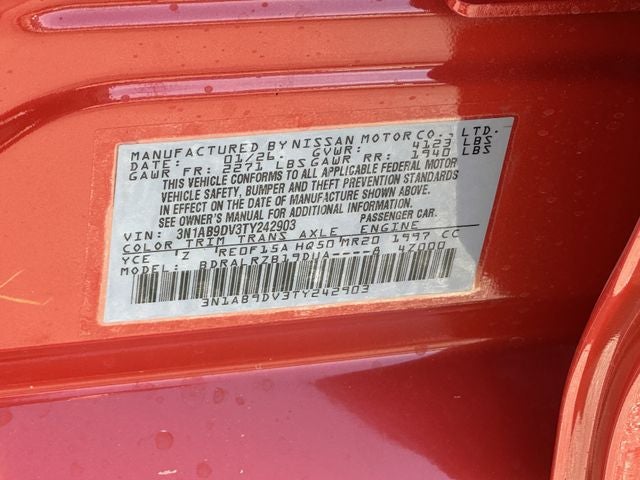 MANUFACTURED BY NISSAN MOTOR CO., LTD.
DATE: 01/26. GVWR: 4123 LBS
GAWR FR: 2271 LBS GAWR RR: 1940 LBS
THIS VEHICLE CONFORMS TO ALL APPLICABLE FEDERAL MOTOR
VEHICLE SAFETY, BUMPER AND THEFT PREVENTION STANDARDS
IN EFFECT ON THE DATE OF MANUFACTURE SHOWN ABOVE.
SEE OWNER'S MANUAL FOR ADDITIONAL INFORMATION.
VIN: 3N1AB9DV3TY242903 PASSENGER CAR.
COLOR TRIM TRANS AXLE ENGINE
YCE Z RE0F15A HQ50 MR20 1997 CC
MODEL: BDRALRZB19DUA----A 47000
3N1AB9DV3TY242903